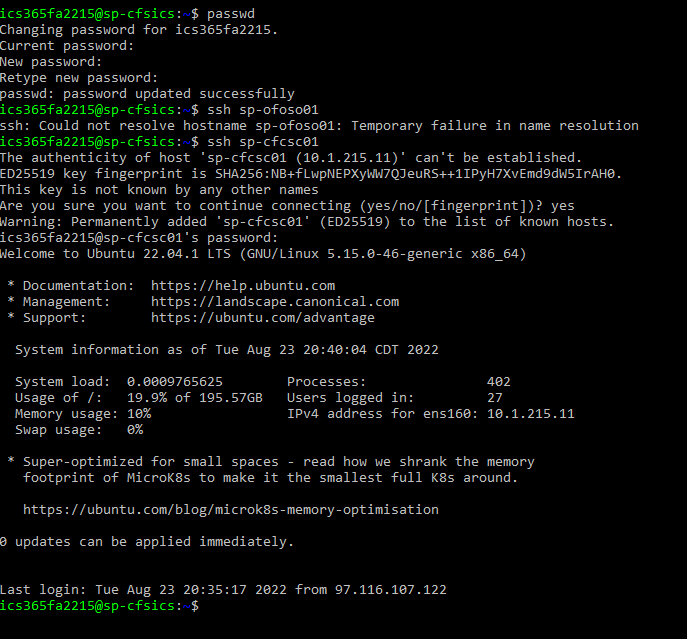 ics365fa2215@sp-cfsics:~$ passwd
Changing password for ics365fa2215.
Current password:
New password:
Retype new password:
passwd: password updated successfully
ics365fa2215@sp-cfsics:~$ ssh sp-ofoso01
ssh: Could not resolve hostname sp-ofoso01: Temporary failure in name resolution
ics365fa2215@sp-cfsics:~$ ssh sp-cfcsc01
The authenticity of host 'sp-cfcsc01 (10.1.215.11)' can't be established.
ED25519 key fingerprint is SHA256:NB+fLwpNEPXyWW7QJeuRS++1IPyH7XvEmd9dW5IrAH0.
This key is not known by any other names
Are you sure you want to continue connecting (yes/no/[fingerprint])? yes
Warning: Permanently added 'sp-cfcsc01' (ED25519) to the list of known hosts.
ics365fa2215@sp-cfcsc01's password:
Welcome to Ubuntu 22.04.1 LTS (GNU/Linux 5.15.0-46-generic x86_64)
* Documentation:  https://help.ubuntu.com
* Management:     https://landscape.canonical.com
* Support:        https://ubuntu.com/advantage
System information as of Tue Aug 23 20:40:04 CDT 2022
System load:  0.0009765625        Processes:               402
Usage of /:   19.9% of 195.57GB   Users logged in:         27
Memory usage: 10%                 IPv4 address for ens160: 10.1.215.11
Swap usage:   0%
* Super-optimized for small spaces - read how we shrank the memory
footprint of MicroK8s to make it the smallest full K8s around.
https://ubuntu.com/blog/microk8s-memory-optimisation
0 updates can be applied immediately.
Last login: Tue Aug 23 20:35:17 2022 from 97.116.107.122
ics365fa2215@sp-cfsics:~$